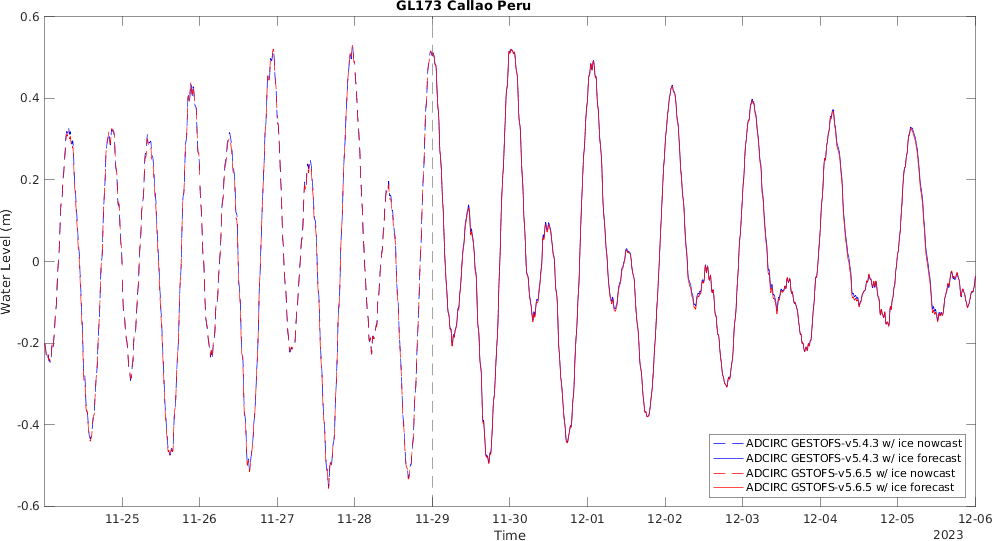 GL173 Callao Peru
0.6
0.4
0.2
0
-0.2
-0.4
-0.6
Water Level (m)
ADCIRC GESTOFS-v5.4.3 w/ ice nowcast
ADCIRC GESTOFS-v5.4.3 w/ ice forecast
ADCIRC GSTOFS-v5.6.5 w/ ice nowcast
ADCIRC GSTOFS-v5.6.5 w/ ice forecast
11-25 11-26 11-27 11-28 11-29 11-30 12-01 12-02 12-03 12-04 12-05 12-06
Time
2023